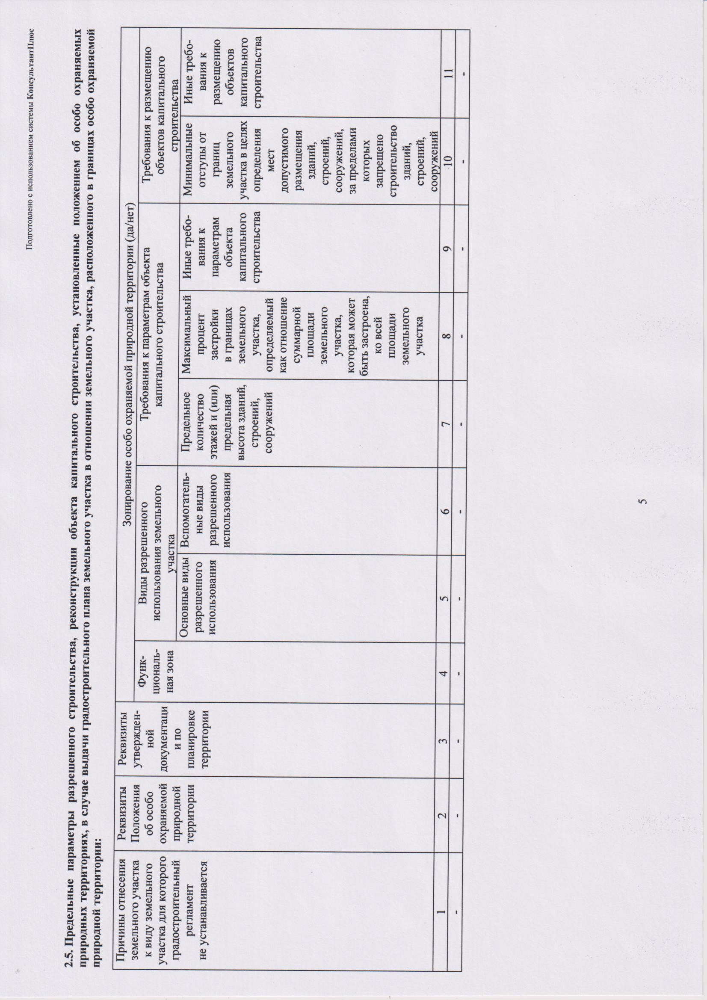 Подготовлено с использованием системы КонсультантПлюс
2.5. Предельные параметры разрешенного строительства, реконструкции объекта капитального строительства, установленные положением об особо охраняемых
природных территориях, в случае выдачи градостроительного плана земельного участка в отношении земельного участка, расположенного в границах особо охраняемой
природной территории:
Причины отнесения
земельного участка
к виду земельного
участка для которого
градостроительный
регламент
не устанавливается
Реквизиты
Положения
об особо
охраняемой
природной
территории
Реквизиты
утвержден-
ной
документаци
и по
планировке
территории
Зонирование особо охраняемой природной территории (да/нет)
Функ-
циональ-
ная зона
Виды разрешенного
использования земельного
участка
Требования к параметрам объекта
капитального строительства
Требования к размещению
объектов капитального
строительства
Основные виды
разрешенного
использования
Вспомогатель-
ные виды
разрешенного
использования
Предельное
количество
этажей и (или)
предельная
высота зданий,
строений,
сооружений
Максимальный
процент
застройки
в границах
земельного
участка,
определяемый
как отношение
суммарной
площади
земельного
участка,
которая может
быть застроена,
ко всей
площади
земельного
участка
Иные требо-
вания к
параметрам
объекта
капитального
строительства
Минимальные
отступы от
границ
земельного
участка в целях
определения
мест
допустимого
размещения
зданий,
строений,
сооружений,
за пределами
которых
запрещено
строительство
зданий,
строений,
сооружений
Иные требо-
вания к
размещению
объектов
капитального
строительства
1 2 3 4 5 6 7 8 9 10 11
- - - - - - - - - - -
5